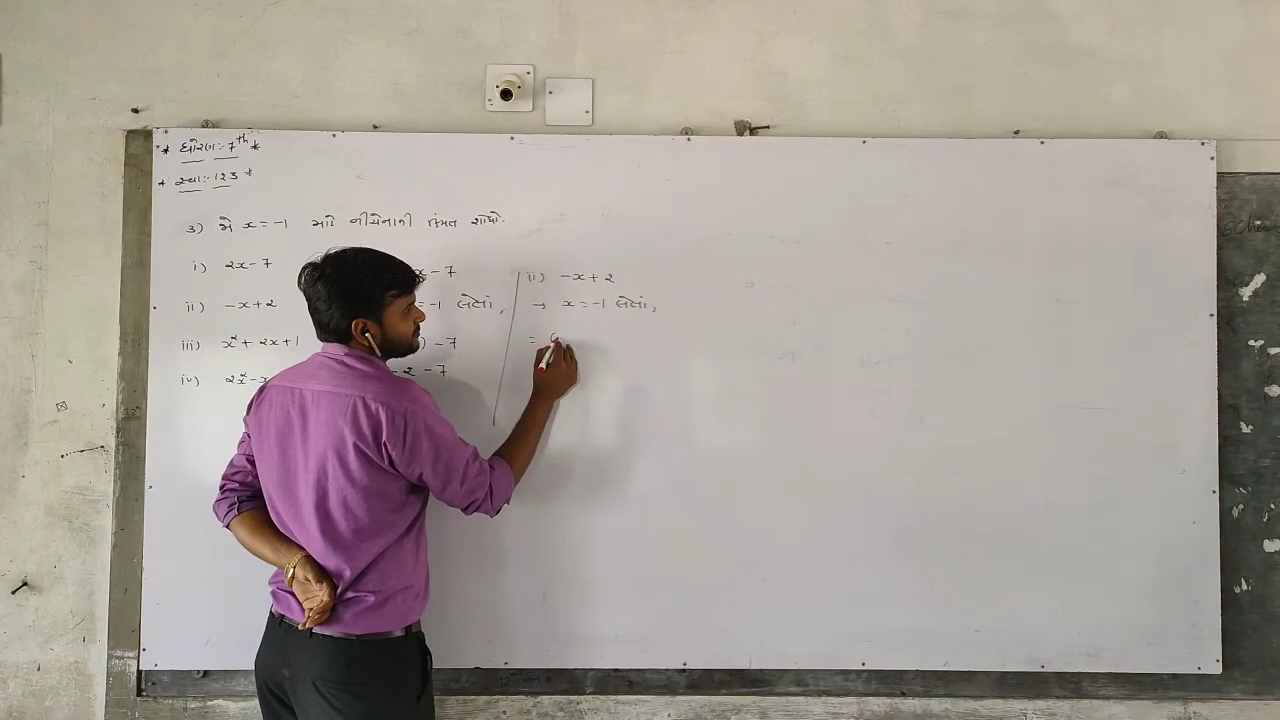 * ધોરણ:- 7th *
* સ્વા:- 12.3 *
3) જો x = -1 માટે નીચેનાની કિંમત શોધો.
i) 2x - 7
ii) -x + 2
iii) x² + 2x + 1
iv) 2x² - x
x - 7
= -1 લેતાં,
) - 7
- 2 - 7
ii) -x + 2
→ x = -1 લેતાં,
= (